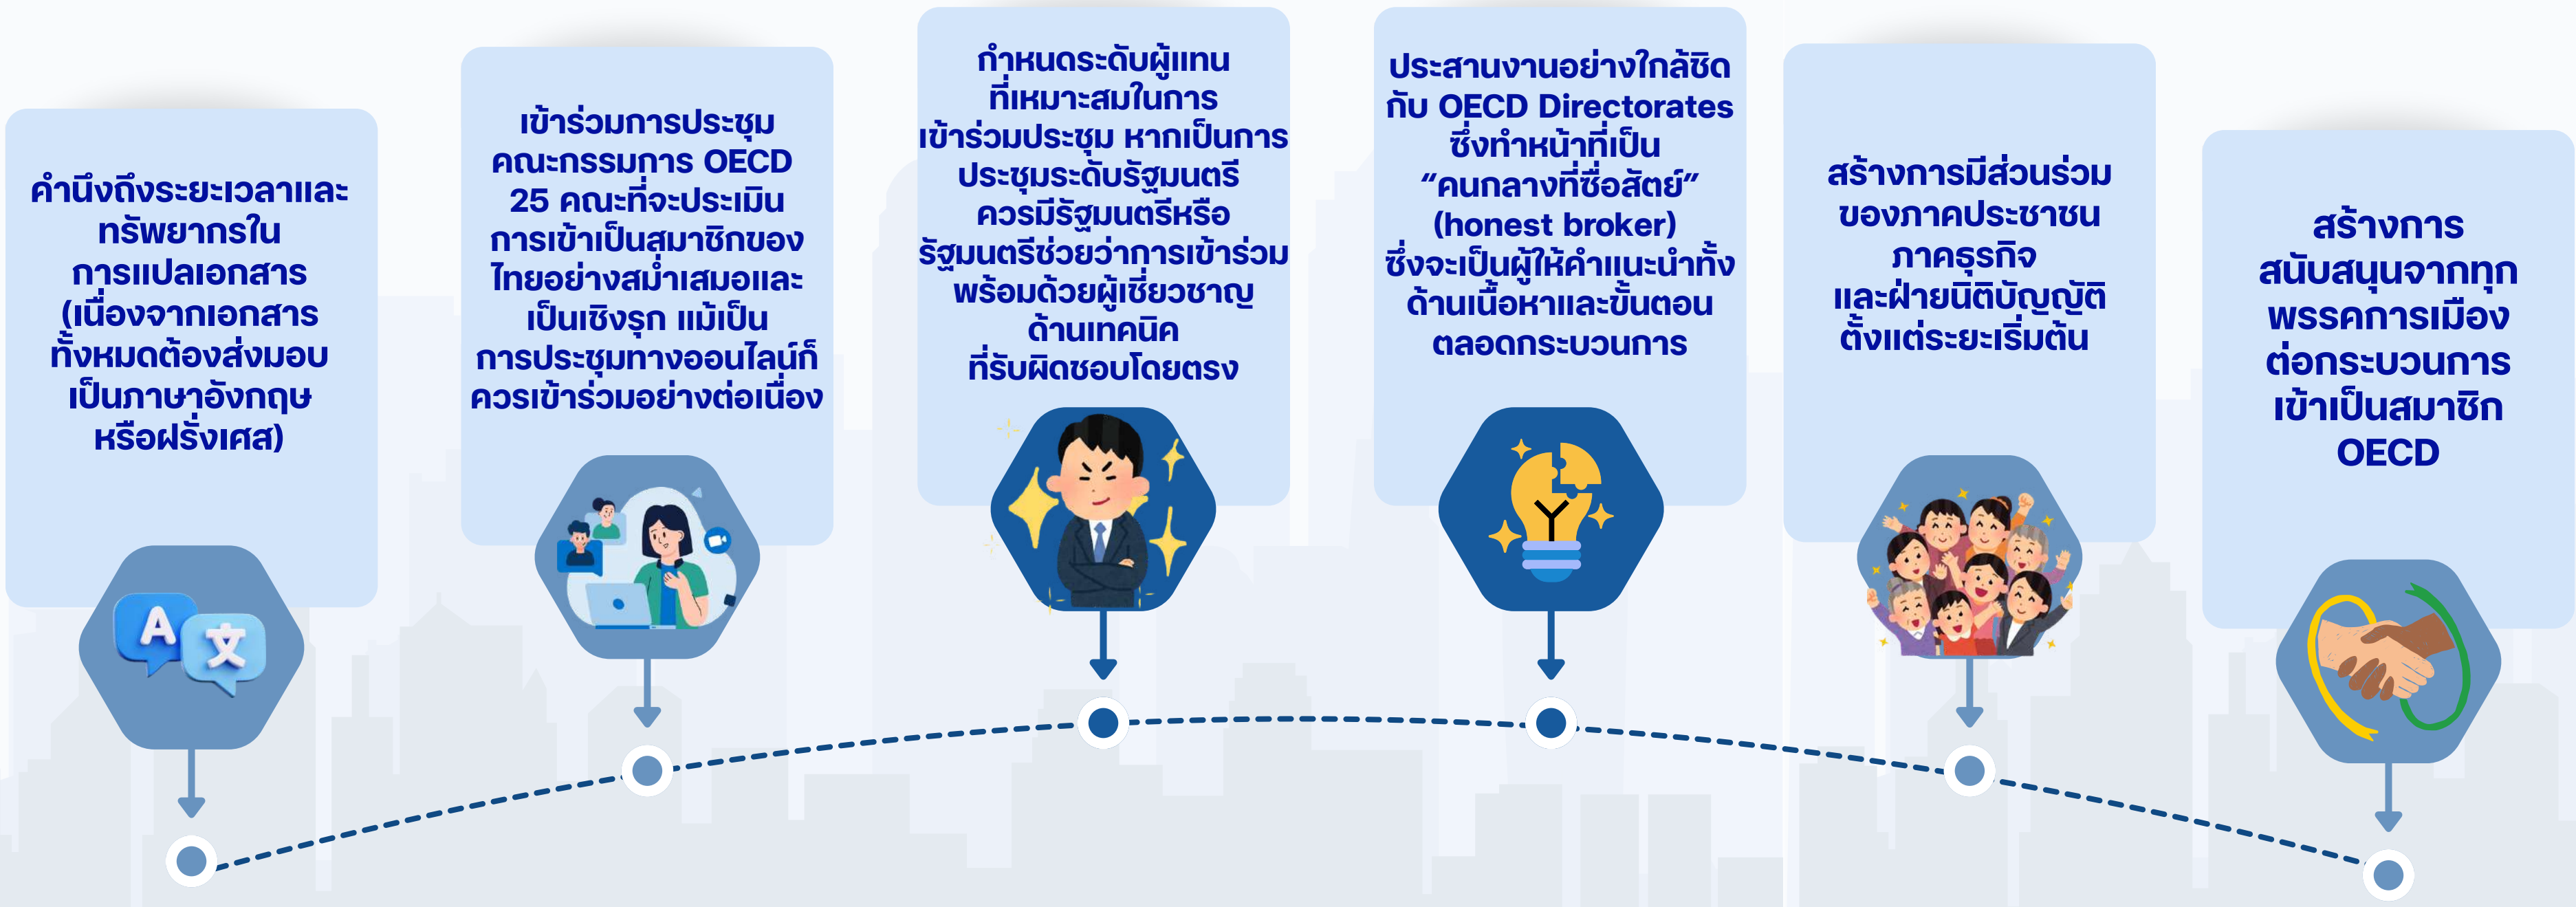 คำนึงถึงระยะเวลาและ
ทรัพยากรใน
การแปลเอกสาร
(เนื่องจากเอกสาร
ทั้งหมดต้องส่งมอบ
เป็นภาษาอังกฤษ
หรือฝรั่งเศส)
A
文
เข้าร่วมการประชุม
คณะกรรมการ OECD
25 คณะที่จะประเมิน
การเข้าเป็นสมาชิกของ
ไทยอย่างสม่ำเสมอและ
เป็นเชิงรุก แม้เป็น
การประชุมทางออนไลน์ก็
ควรเข้าร่วมอย่างต่อเนื่อง
กำหนดระดับผู้แทน
ที่เหมาะสมในการ
เข้าร่วมประชุม หากเป็นการ
ประชุมระดับรัฐมนตรี
ควรมีรัฐมนตรีหรือ
รัฐมนตรีช่วยว่าการเข้าร่วม
พร้อมด้วยผู้เชี่ยวชาญ
ด้านเทคนิค
ที่รับผิดชอบโดยตรง
ประสานงานอย่างใกล้ชิด
กับ OECD Directorates
ซึ่งทำหน้าที่เป็น
“คนกลางที่ซื่อสัตย์”
(honest broker)
ซึ่งจะเป็นผู้ให้คำแนะนำทั้ง
ด้านเนื้อหาและขั้นตอน
ตลอดกระบวนการ
สร้างการมีส่วนร่วม
ของภาคประชาชน
ภาคธุรกิจ
และฝ่ายนิติบัญญัติ
ตั้งแต่ระยะเริ่มต้น
สร้างการ
สนับสนุนจากทุก
พรรคการเมือง
ต่อกระบวนการ
เข้าเป็นสมาชิก
OECD